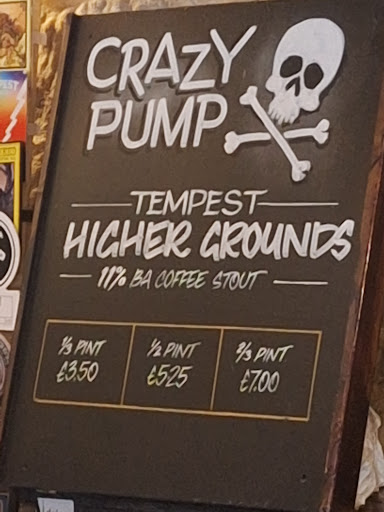 CRAZY
PUMP
TEMPEST
HIGHER GROUNDS
11% BA COFFEE STOUT
⅓ PINT ½ PINT ⅔ PINT
£3.50 £5.25 £7.00